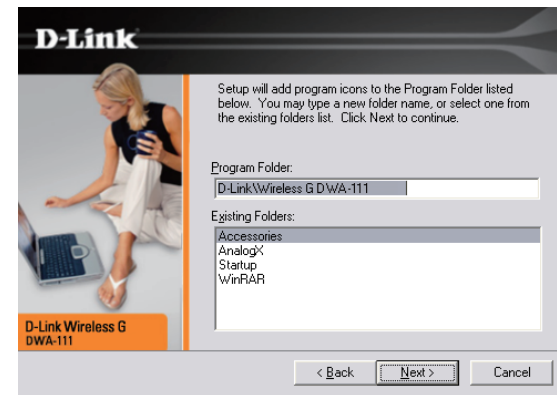 D-Link
Setup will add program icons to the Program Folder listed
below. You may type a new folder name, or select one from
the existing folders list. Click Next to continue.
Program Folder:
D-Link\Wireless G DWA-111
Existing Folders:
Accessories
AnalogX
Startup
WinRAR
D-Link Wireless G
DWA-111
< Back
Next >
Cancel